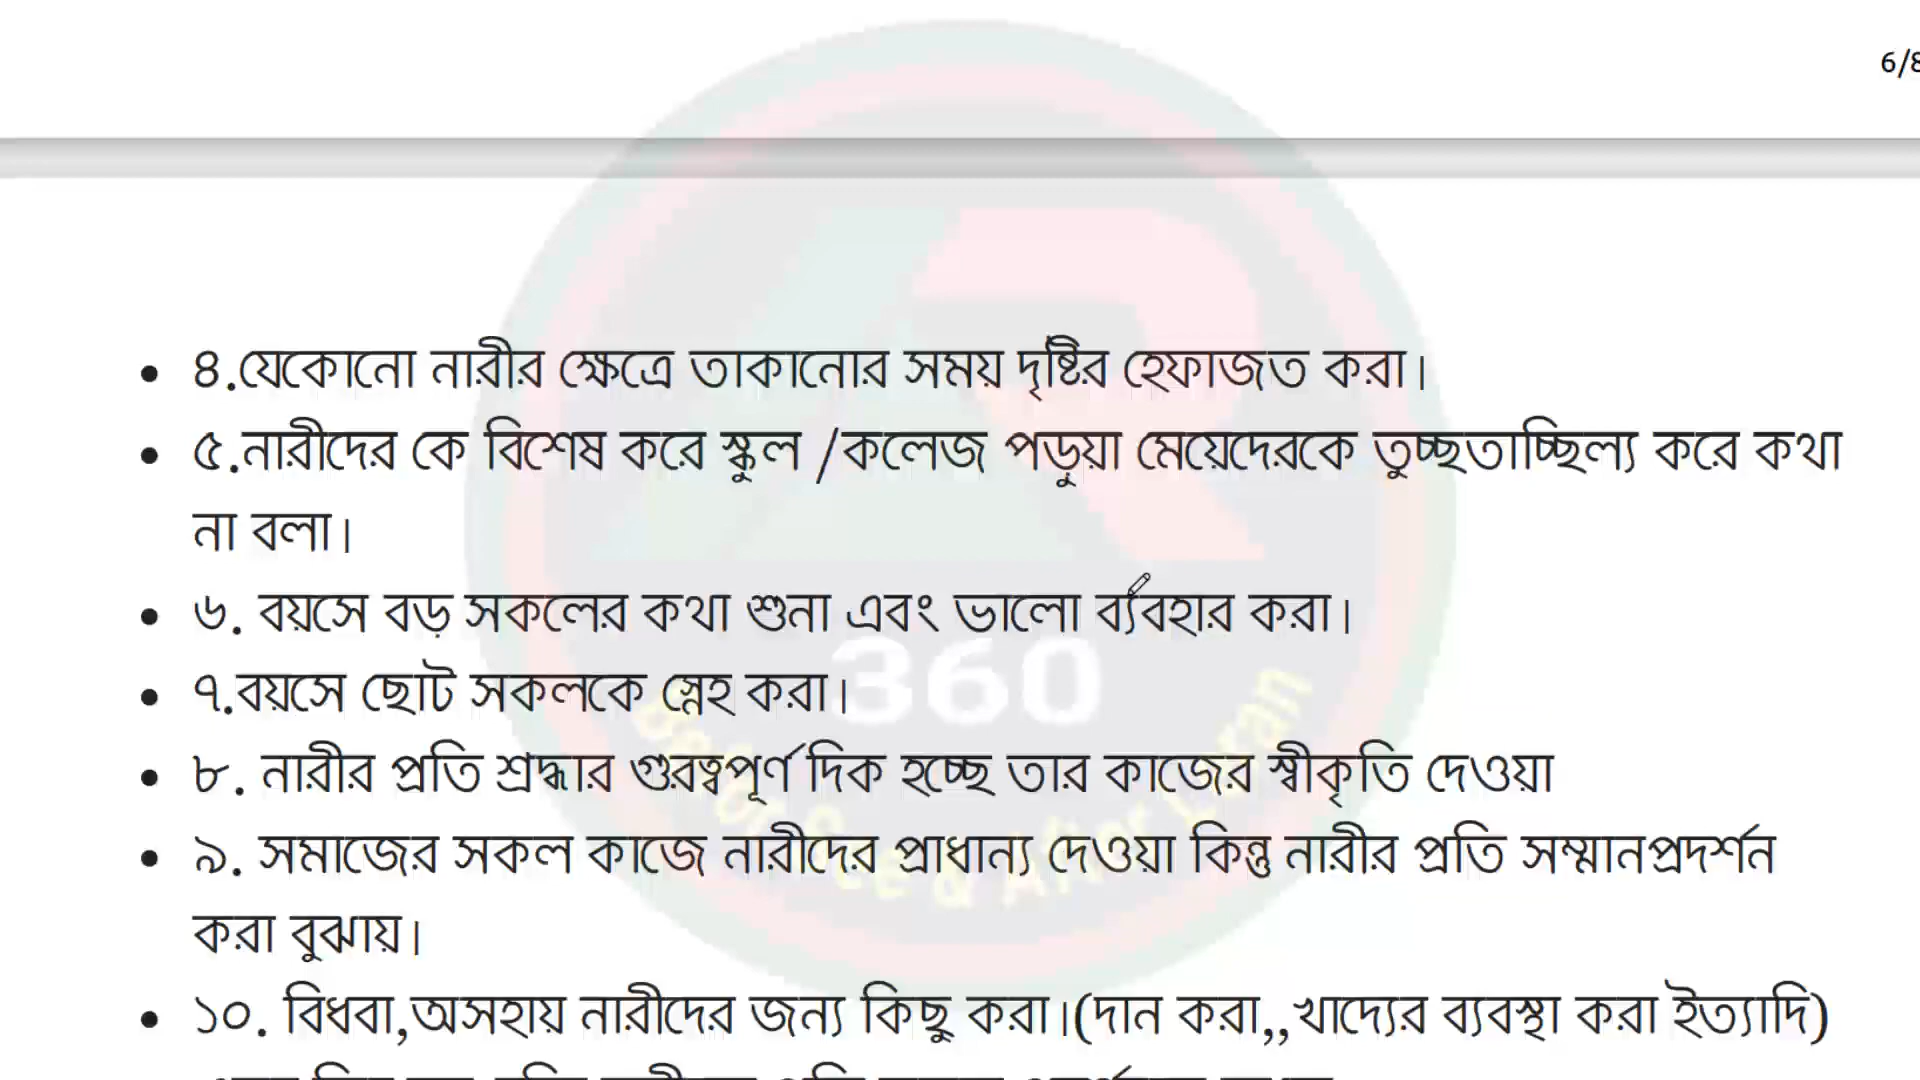 6/8
• ৪.যেকোনো নারীর ক্ষেত্রে তাকানোর সময় দৃষ্টির হেফাজত করা।
• ৫.নারীদের কে বিশেষ করে স্কুল /কলেজ পড়ুয়া মেয়েদেরকে তুচ্ছতাচ্ছিল্য করে কথা
না বলা।
• ৬. বয়সে বড় সকলের কথা শুনা এবং ভালো ব্যবহার করা।
• ৭.বয়সে ছোট সকলকে স্নেহ করা।
360
• ৮. নারীর প্রতি শ্রদ্ধার গুরত্বপূর্ণ দিক হচ্ছে তার কাজের স্বীকৃতি দেওয়া
• ৯. সমাজের সকল কাজে নারীদের প্রাধান্য দেওয়া কিন্তু নারীর প্রতি সম্মানপ্রদর্শন
করা বুঝায়।
• ১০. বিধবা,অসহায় নারীদের জন্য কিছু করা।(দান করা,,খাদ্যের ব্যবস্থা করা ইত্যাদি)